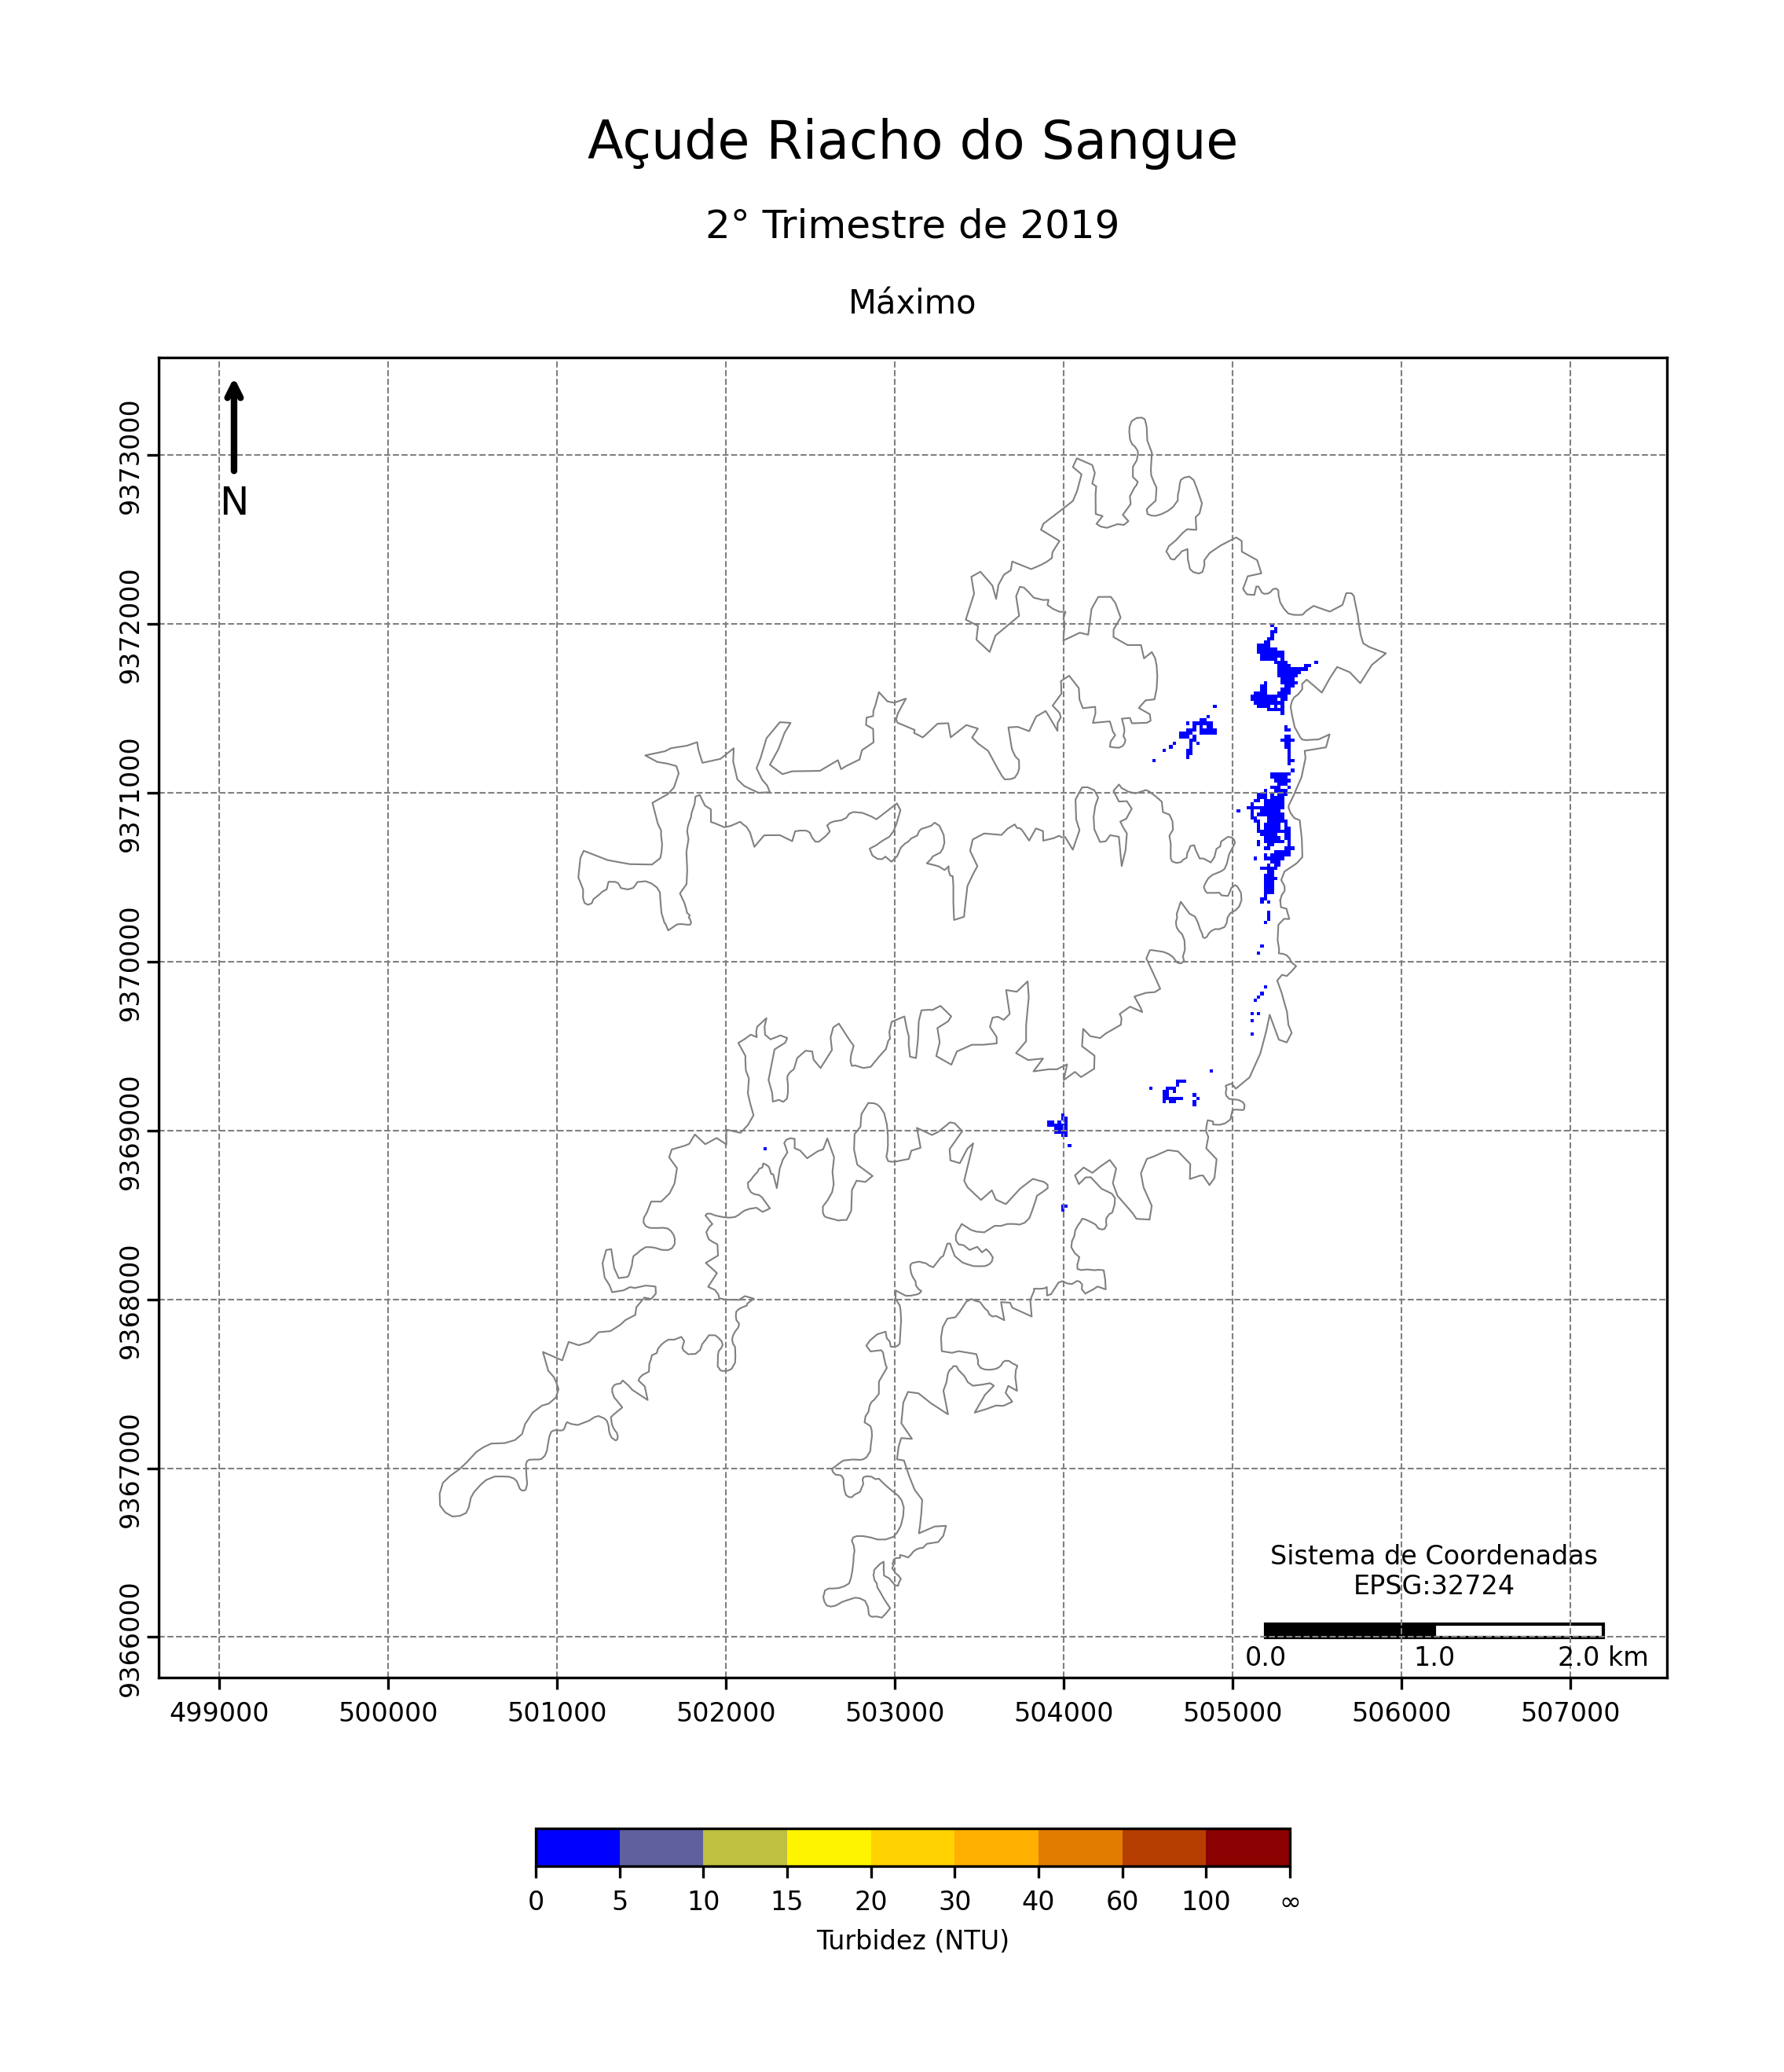 Açude Riacho do Sangue
2° Trimestre de 2019
Máximo
N
9373000
9372000
9371000
9370000
9369000
9368000
9367000
9366000
Sistema de Coordenadas
EPSG:32724
0.0 1.0 2.0 km
499000 500000 501000 502000 503000 504000 505000 506000 507000
0 5 10 15 20 30 40 60 100 ∞
Turbidez (NTU)